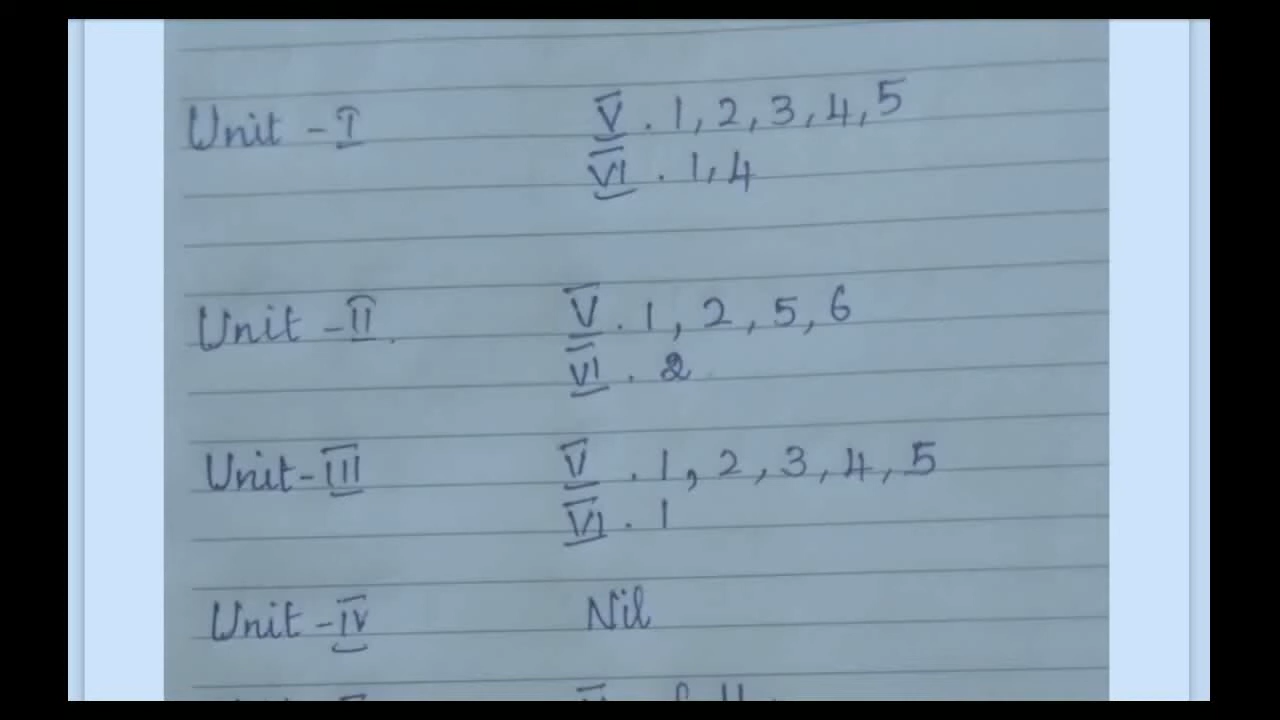 Unit - I V . 1, 2, 3, 4, 5
VI . 1, 4
Unit - II . V . 1, 2, 5, 6
VI . 2
Unit - III V . 1, 2, 3, 4, 5
VI . 1
Unit - IV Nil